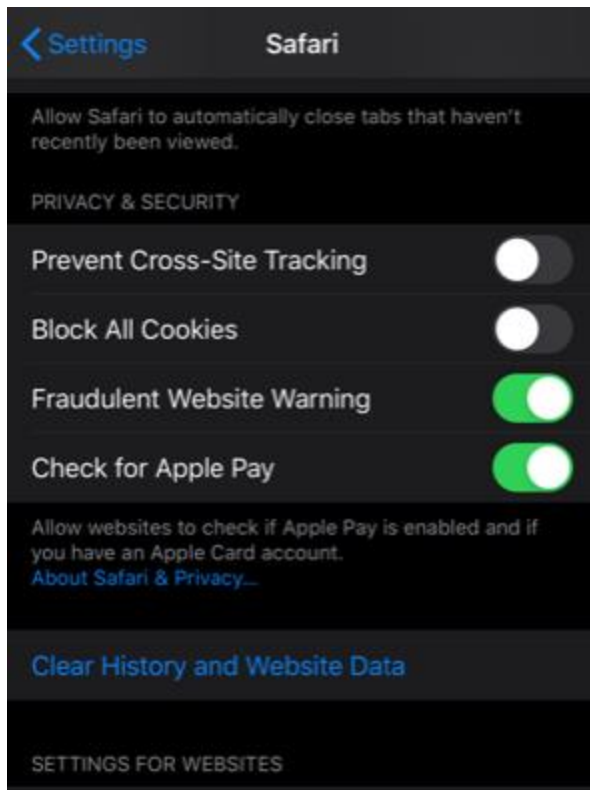 Settings
Safari
Allow Safari to automatically close tabs that haven't
recently been viewed.
PRIVACY & SECURITY
Prevent Cross-Site Tracking
Block All Cookies
Fraudulent Website Warning
Check for Apple Pay
Allow websites to check if Apple Pay is enabled and if
you have an Apple Card account.
About Safari & Privacy...
Clear History and Website Data
SETTINGS FOR WEBSITES